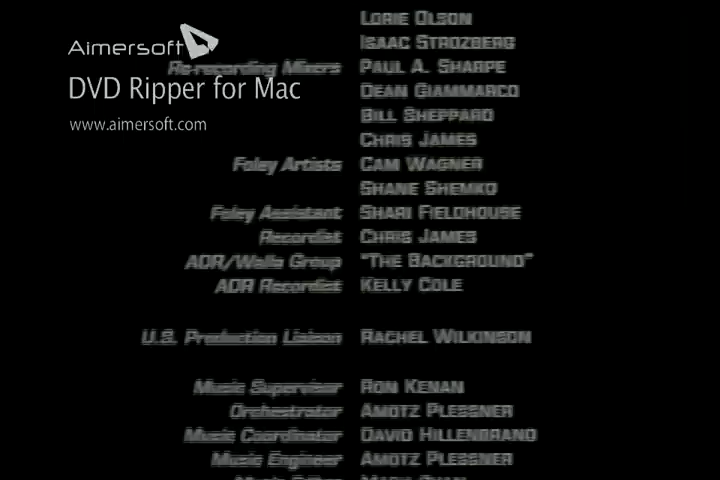 Lorie Olson
Aimersoft
Isaac Strozberg
Re-recording Mixers Paul A. Sharpe
DVD Ripper for Mac
Dean Giammarco
Bill Sheppard
www.aimersoft.com
Chris James
Foley Artists Cam Wagner
Shane Shemko
Foley Assistant Shari Fieldhouse
Recordist Chris James
ADR/Walla Group "The Background"
ADR Recordist Kelly Cole
U.S. Production Liaison Rachel Wilkinson
Music Supervisor Ron Kenan
Orchestrator Amotz Plessner
Music Coordinator David Hillenbrand
Music Engineer Amotz Plessner